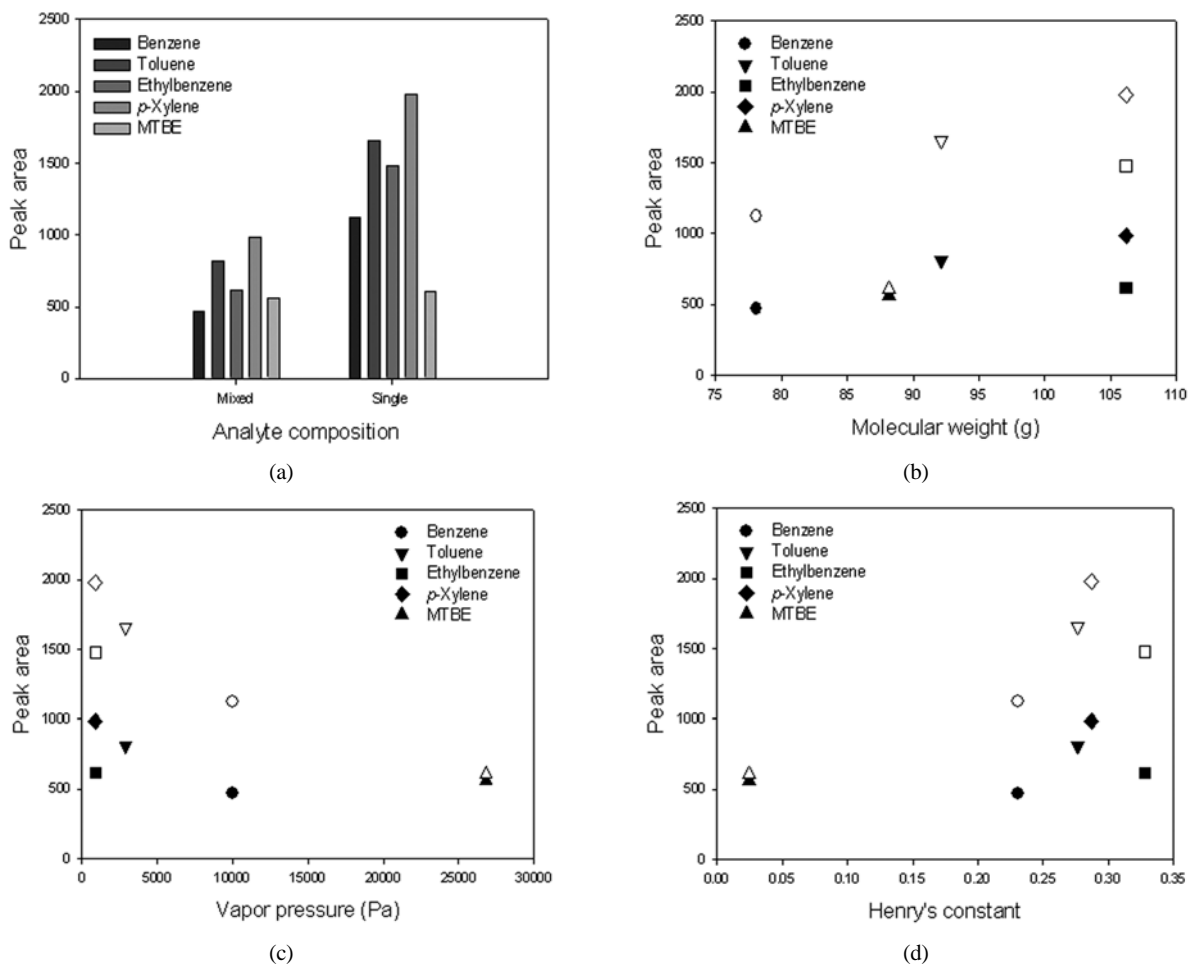 2500
2000
1500
1000
500
0
Peak area
Benzene
Toluene
Ethylbenzene
p-Xylene
MTBE
Mixed
Single
Analyte composition
(a)
2500
2000
1500
1000
500
0
Peak area
Benzene
Toluene
Ethylbenzene
p-Xylene
MTBE
75 80 85 90 95 100 105 110
Molecular weight (g)
(b)
2500
2000
1500
1000
500
0
Peak area
Benzene
Toluene
Ethylbenzene
p-Xylene
MTBE
0 5000 10000 15000 20000 25000 30000
Vapor pressure (Pa)
(c)
2500
2000
1500
1000
500
0
Peak area
Benzene
Toluene
Ethylbenzene
p-Xylene
MTBE
0.00 0.05 0.10 0.15 0.20 0.25 0.30 0.35
Henry's constant
(d)